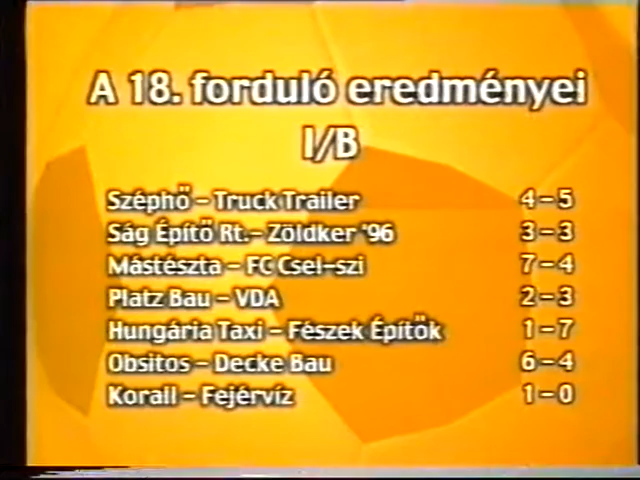 A 18. forduló eredményei
I/B
Széphő - Truck Trailer 4 - 5
Ság Építő Rt.- Zöldker '96 3 - 3
Mástészta - FC Csel-szi 7 - 4
Platz Bau - VDA 2 - 3
Hungária Taxi - Fészek Építők 1 - 7
Obsitos - Decke Bau 6 - 4
Korall - Fejérvíz 1 - 0